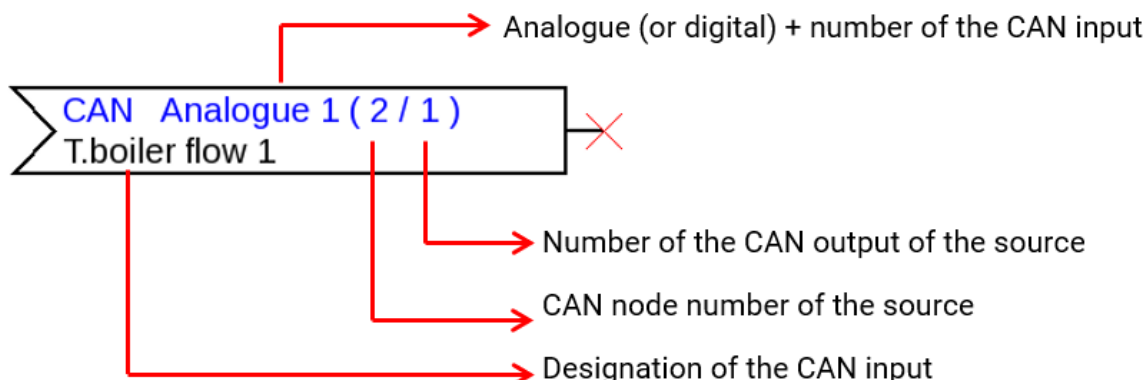 Analogue (or digital) + number of the CAN input
CAN Analogue 1 ( 2 / 1 )
T.boiler flow 1
Number of the CAN output of the source
CAN node number of the source
Designation of the CAN input